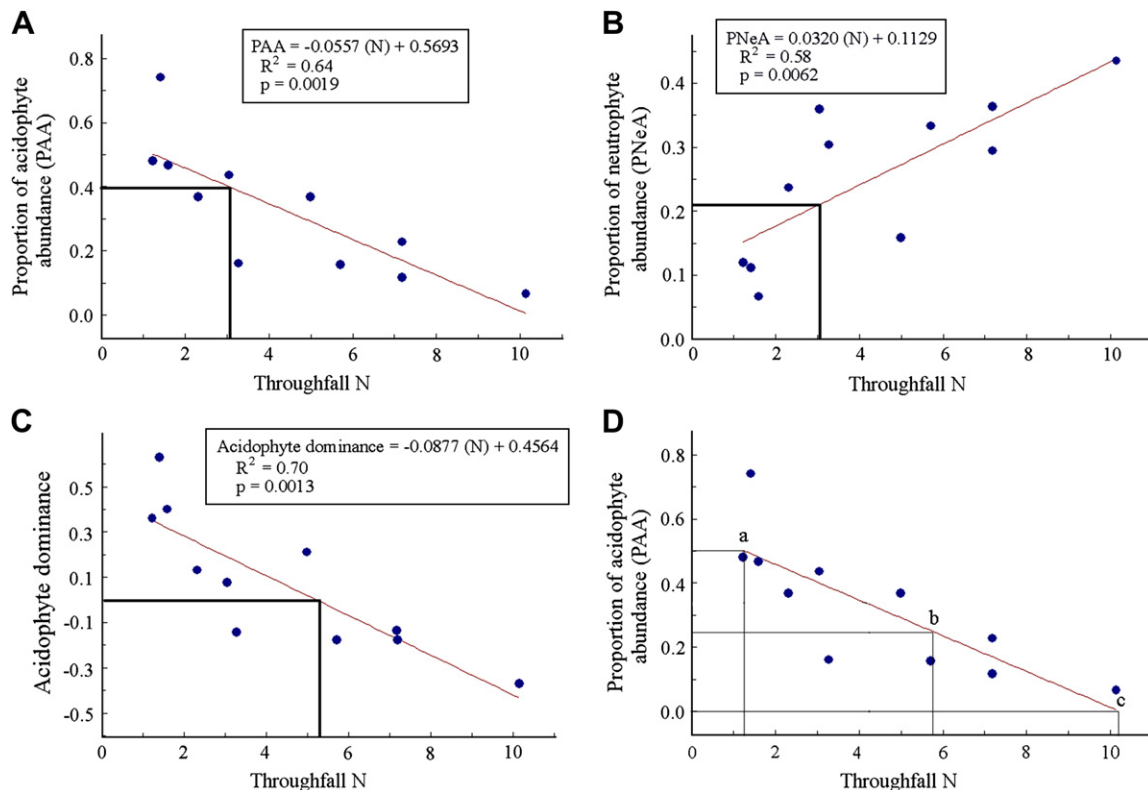 A
PAA = -0.0557 (N) + 0.5693
R² = 0.64
p = 0.0019
Proportion of acidophyte
abundance (PAA)
0.8
0.6
0.4
0.2
0.0
0 2 4 6 8 10
Throughfall N
B
PNeA = 0.0320 (N) + 0.1129
R² = 0.58
p = 0.0062
Proportion of neutrophyte
abundance (PNeA)
0.4
0.3
0.2
0.1
0.0
0 2 4 6 8 10
Throughfall N
C
Acidophyte dominance = -0.0877 (N) + 0.4564
R² = 0.70
p = 0.0013
Acidophyte dominance
0.5
0.3
0.1
-0.1
-0.3
-0.5
0 2 4 6 8 10
Throughfall N
D
Proportion of acidophyte
abundance (PAA)
0.8
0.6
0.4
0.2
0.0
a
b
c
0 2 4 6 8 10
Throughfall N